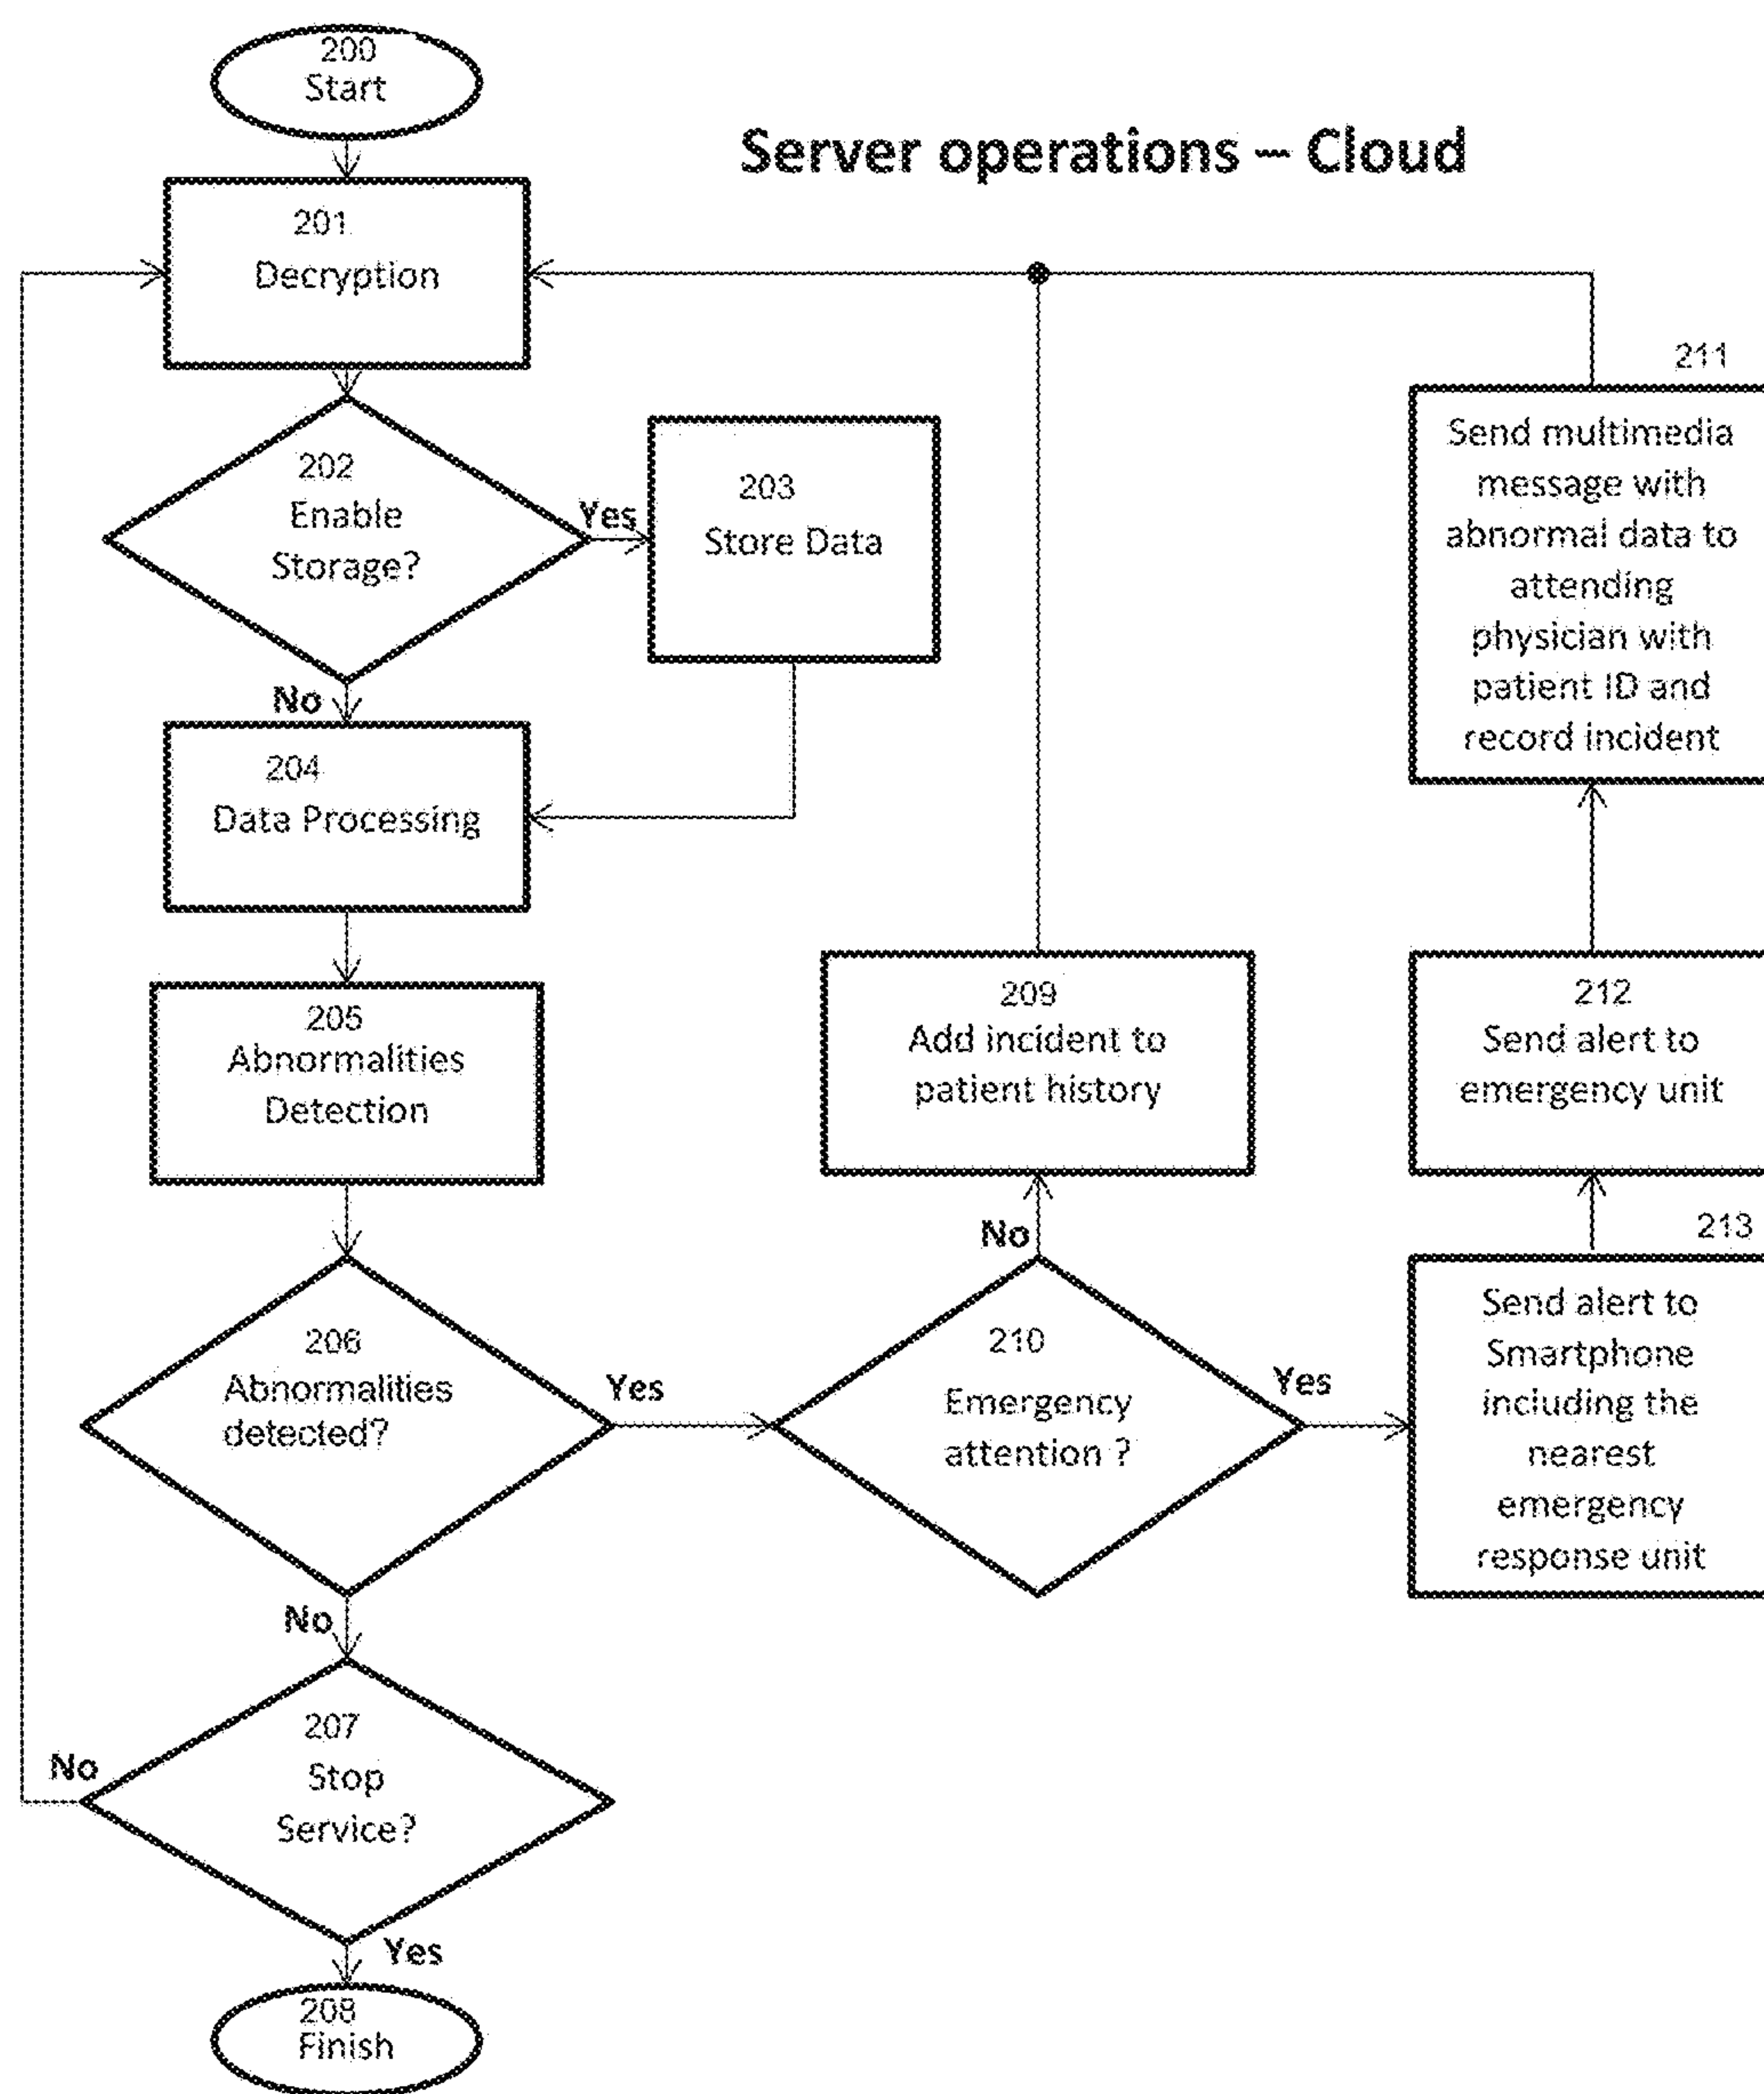 200
Start
Server operations – Cloud
201
Decryption
202
Enable
Storage?
Yes
203
Store Data
No
204
Data Processing
205
Abnormalities
Detection
206
Abnormalities
detected?
Yes
No
207
Stop
Service?
No
Yes
208
Finish
209
Add incident to
patient history
No
210
Emergency
attention ?
Yes
211
Send multimedia
message with
abnormal data to
attending
physician with
patient ID and
record incident
212
Send alert to
emergency unit
213
Send alert to
Smartphone
including the
nearest
emergency
response unit